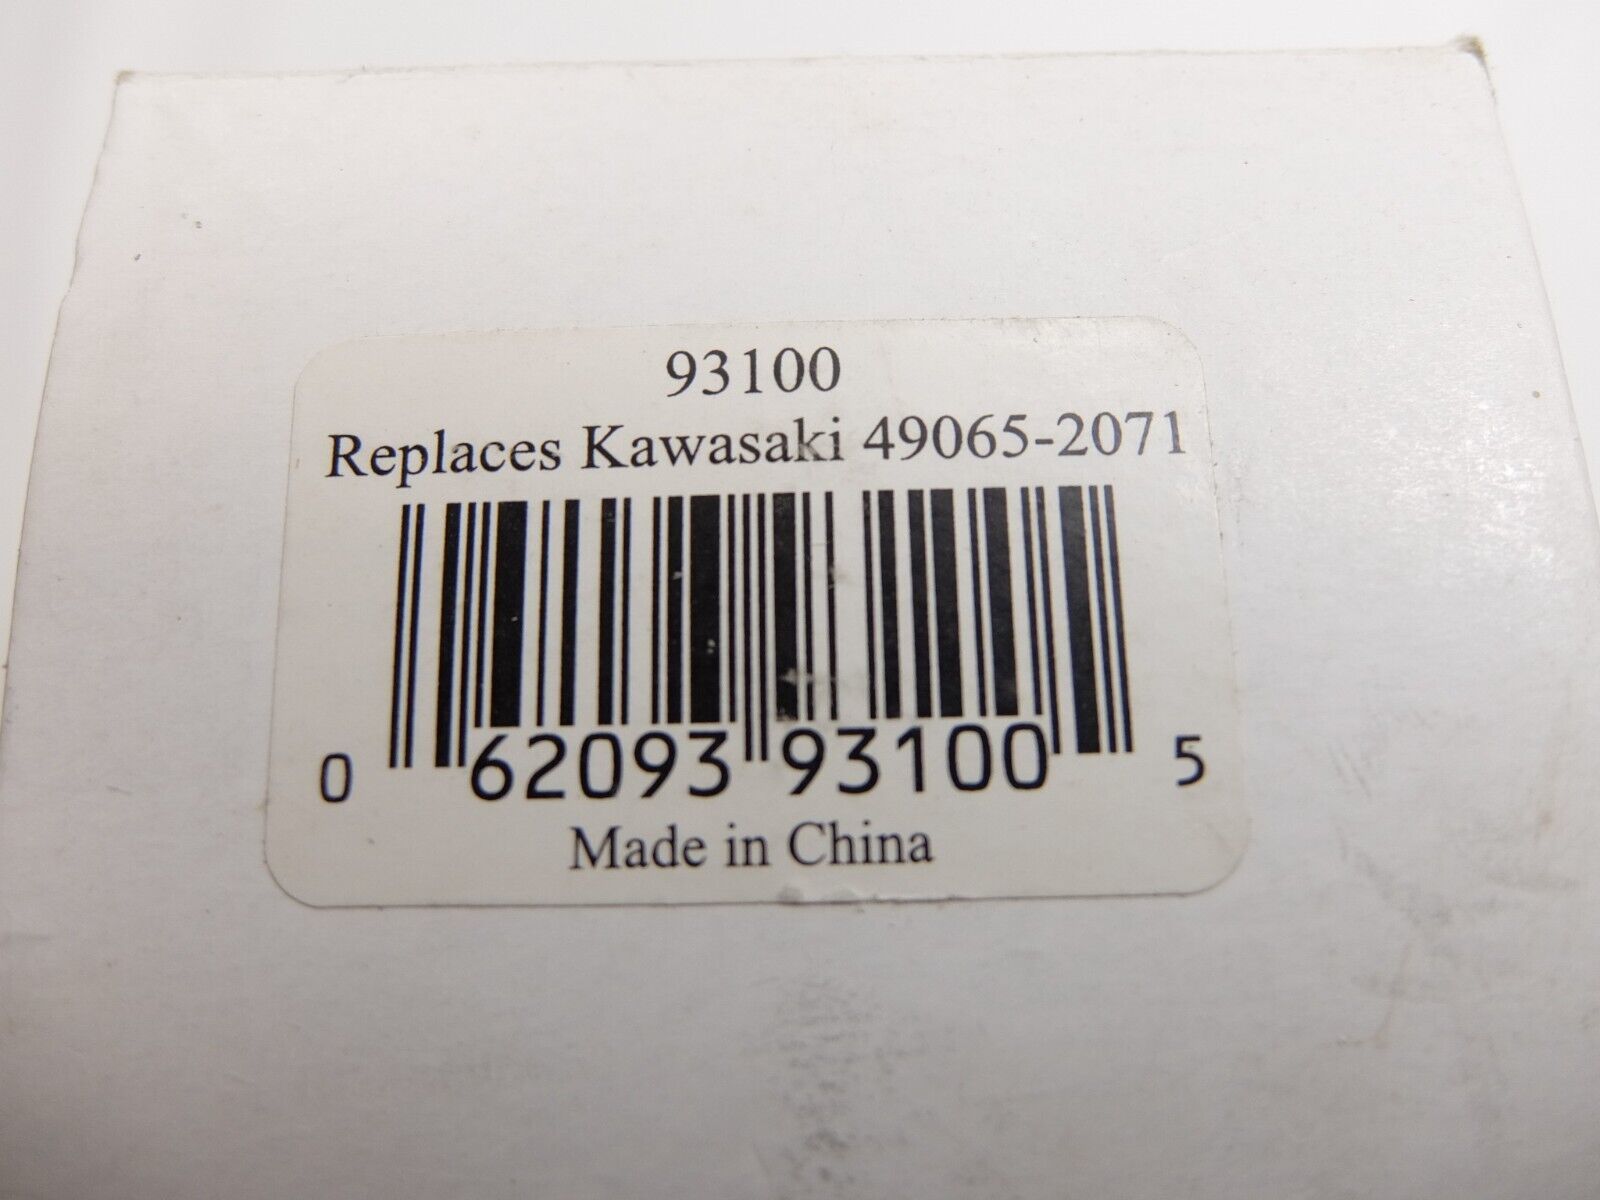 93100
Replaces Kawasaki 49065-2071
0 62093 93100 5
Made in China